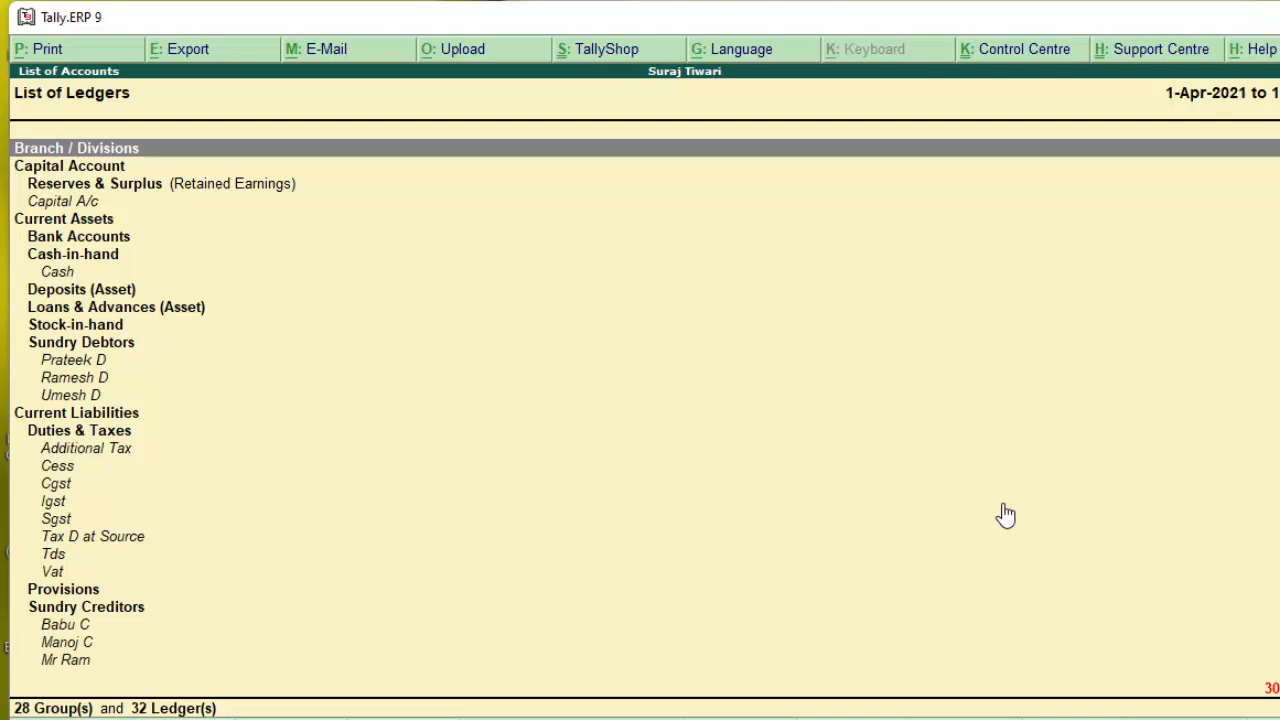 Tally.ERP 9
P: Print E: Export M: E-Mail O: Upload S: TallyShop G: Language K: Keyboard K: Control Centre H: Support Centre H: Help
List of Accounts Suraj Tiwari
List of Ledgers 1-Apr-2021 to 1
Branch / Divisions
Capital Account
Reserves & Surplus (Retained Earnings)
Capital A/c
Current Assets
Bank Accounts
Cash-in-hand
Cash
Deposits (Asset)
Loans & Advances (Asset)
Stock-in-hand
Sundry Debtors
Prateek D
Ramesh D
Umesh D
Current Liabilities
Duties & Taxes
Additional Tax
Cess
Cgst
Igst
Sgst
Tax D at Source
Tds
Vat
Provisions
Sundry Creditors
Babu C
Manoj C
Mr Ram
30
28 Group(s) and 32 Ledger(s)